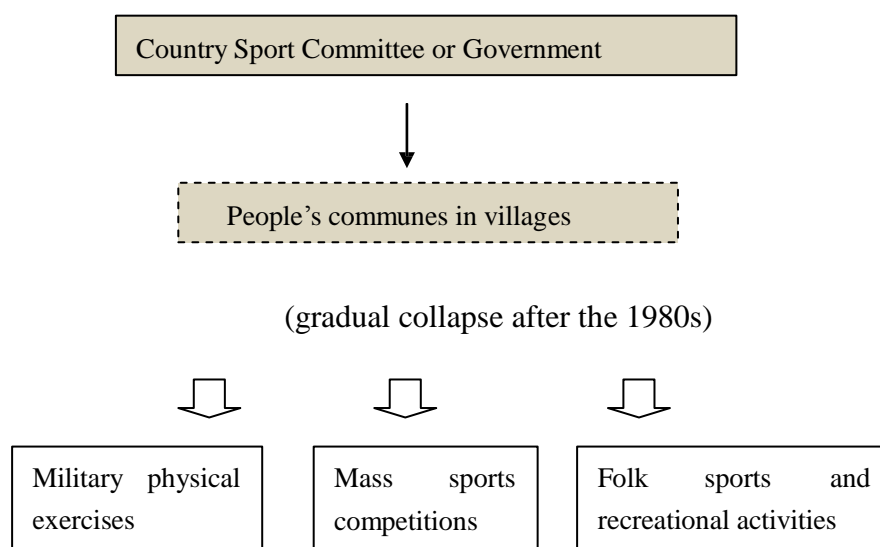 Country Sport Committee or Government
People’s communes in villages
(gradual collapse after the 1980s)
Military physical
exercises
Mass sports
competitions
Folk sports and
recreational activities